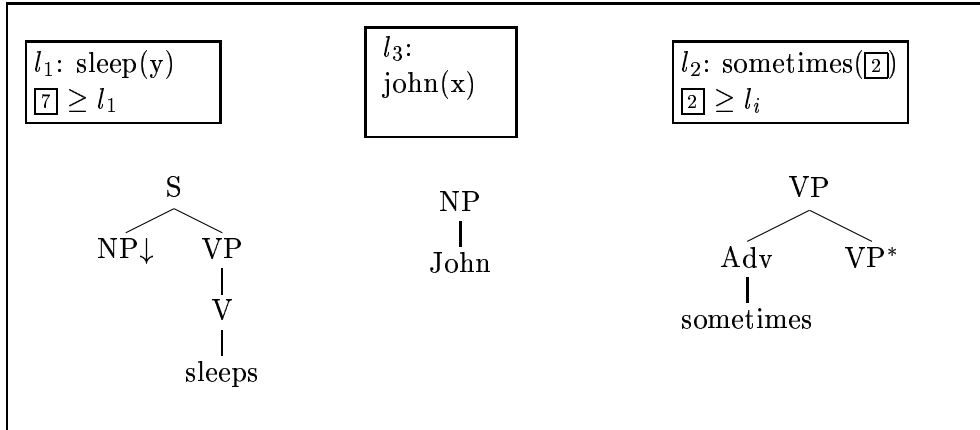 l₁: sleep(y)
[7] ≥ l₁
l₃:
john(x)
l₂: sometimes([2])
[2] ≥ lᵢ
S
NP↓ VP
V
sleeps
NP
John
VP
Adv VP*
sometimes